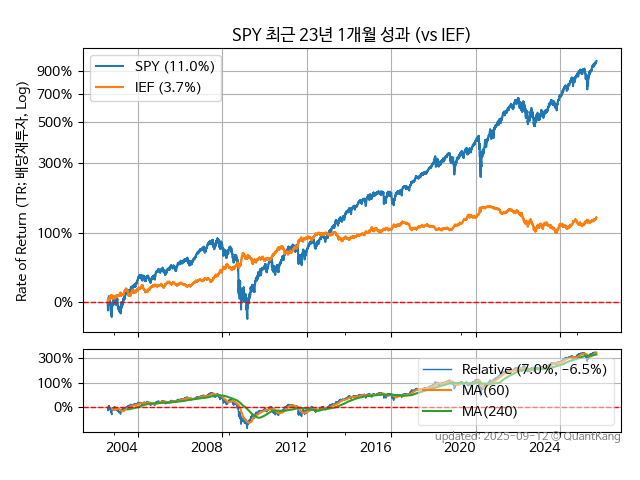 SPY 최근 23년 1개월 성과 (vs IEF)
Rate of Return (TR; 배당재투자, Log)
900%
700%
500%
300%
100%
0%
SPY (11.0%)
IEF (3.7%)
300%
100%
0%
Relative (7.0%, -6.5%)
MA(60)
MA(240)
2004
2008
2012
2016
2020
2024
updated: 2025-09-12 © QuantKang